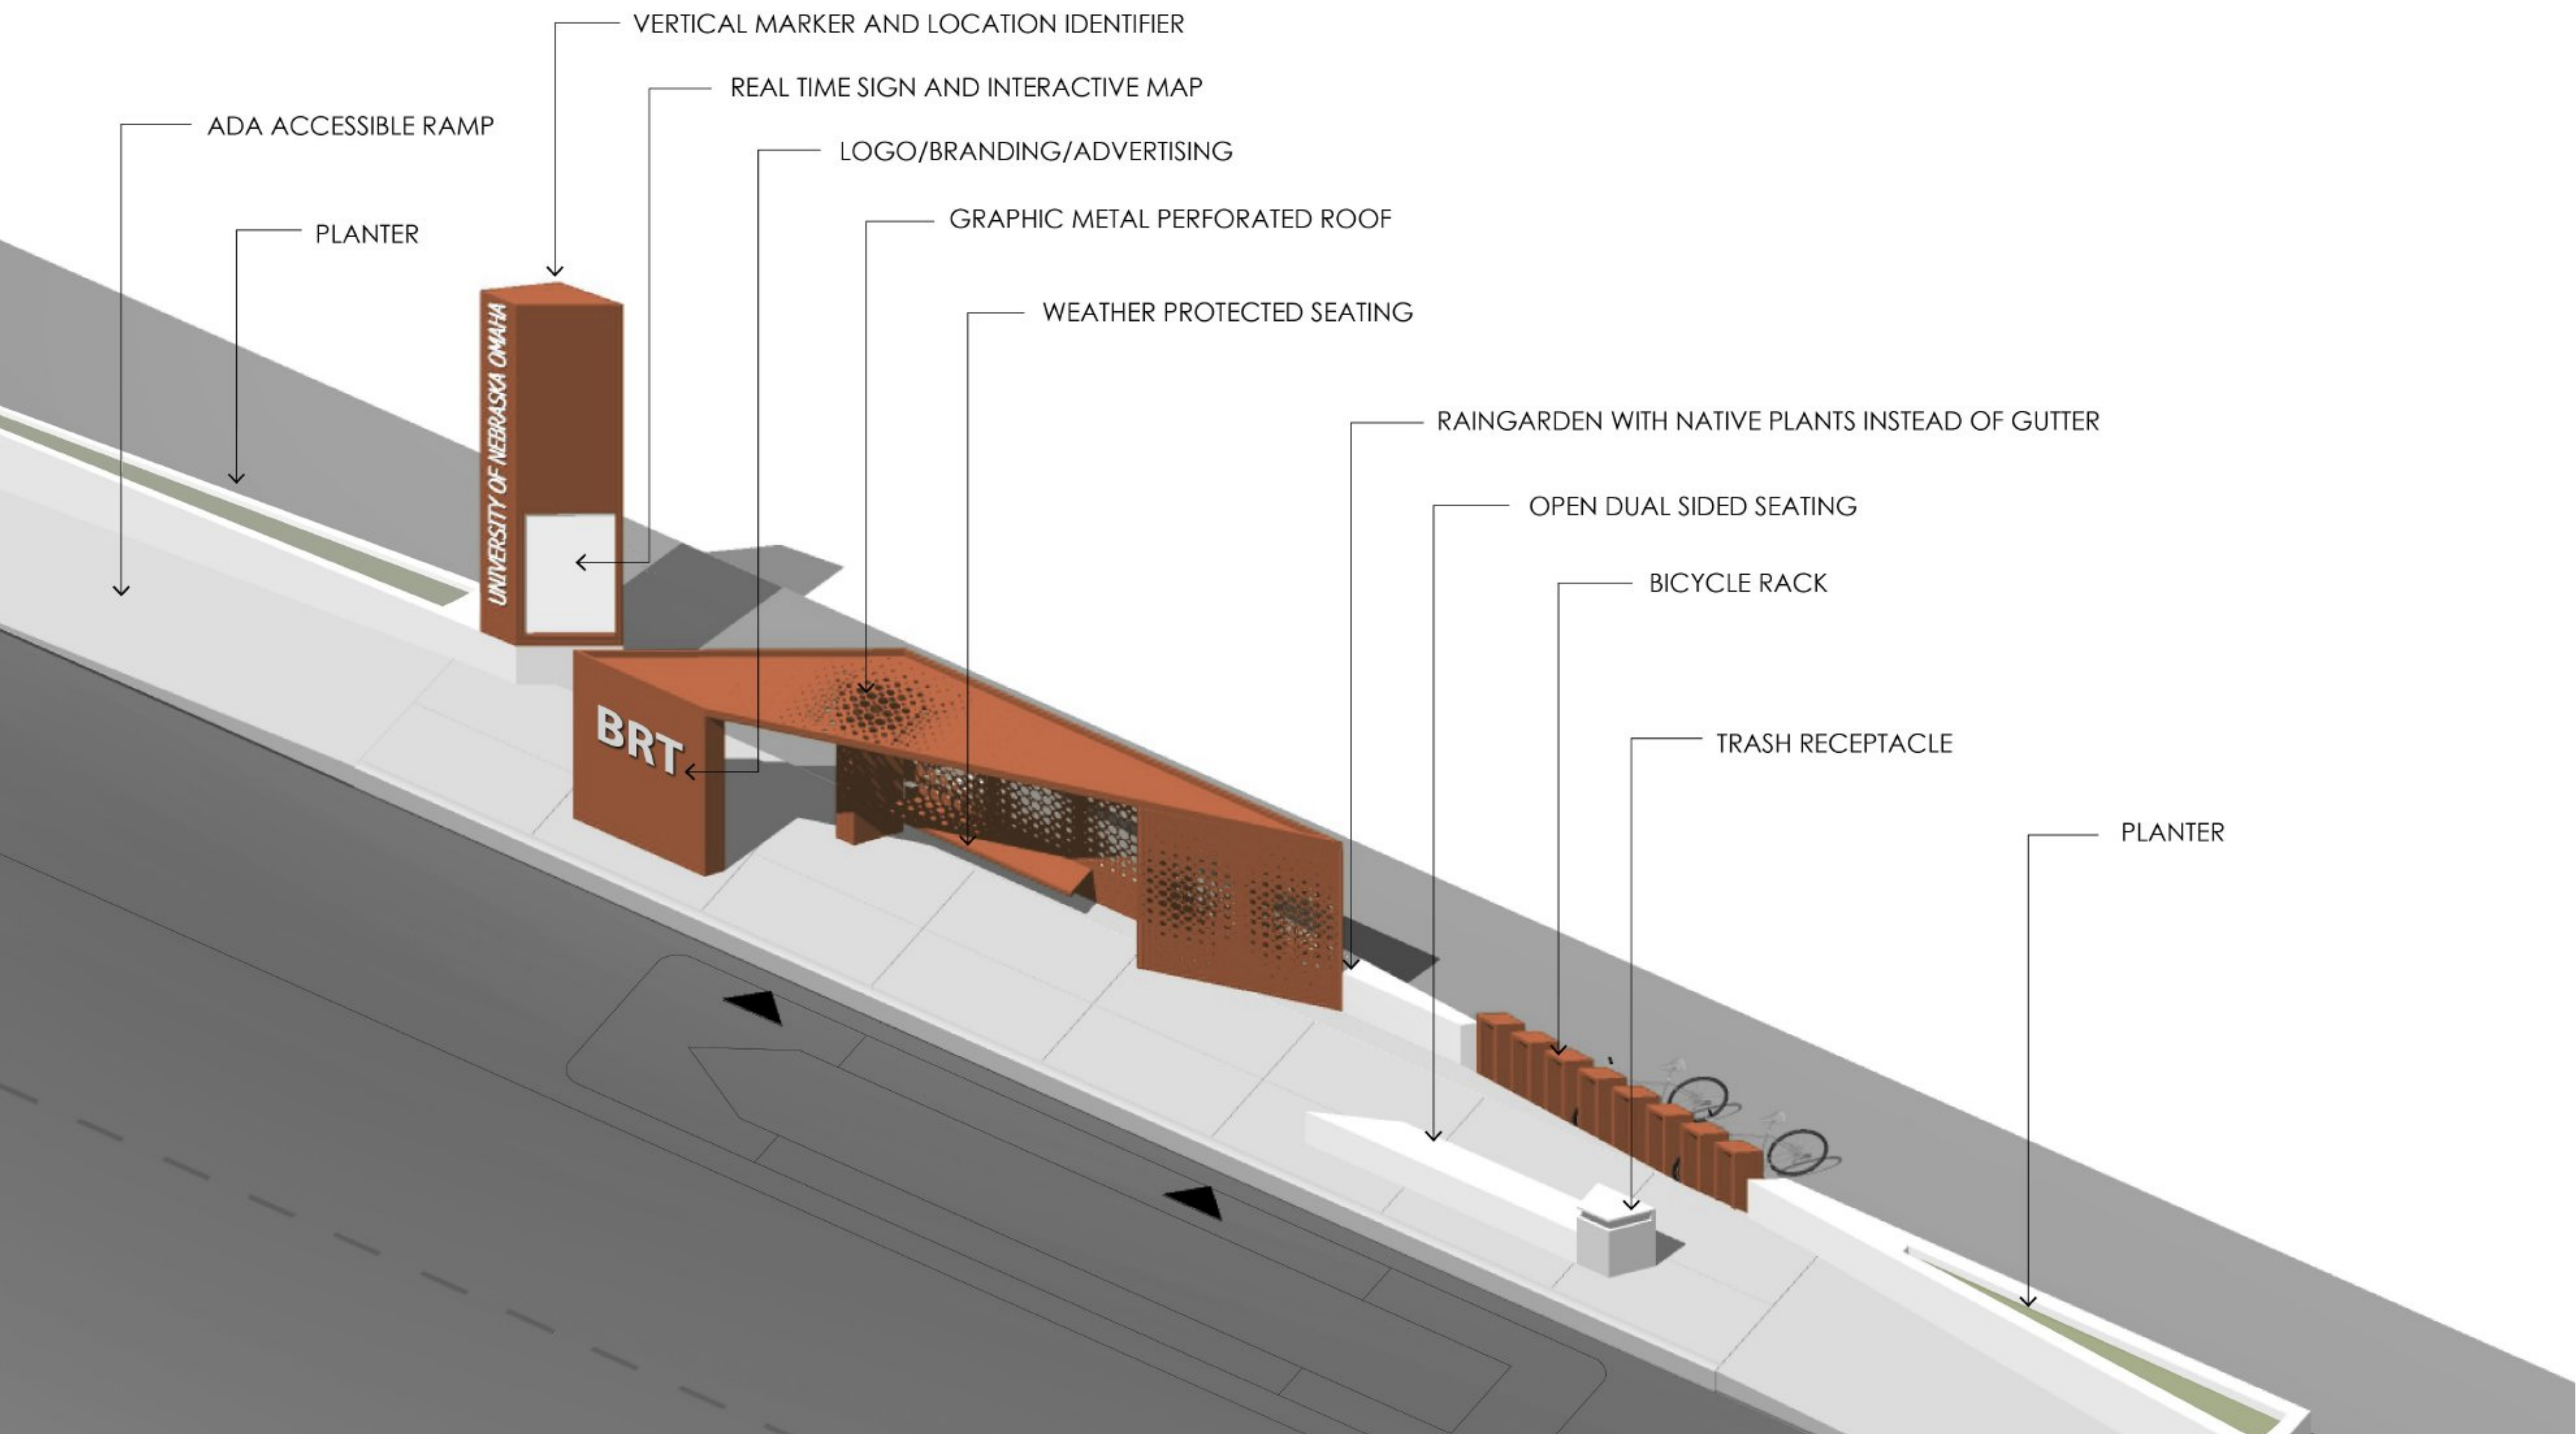 VERTICAL MARKER AND LOCATION IDENTIFIER
REAL TIME SIGN AND INTERACTIVE MAP
ADA ACCESSIBLE RAMP
LOGO/BRANDING/ADVERTISING
GRAPHIC METAL PERFORATED ROOF
PLANTER
WEATHER PROTECTED SEATING
UNIVERSITY OF NEBRASKA OMAHA
RAINGARDEN WITH NATIVE PLANTS INSTEAD OF GUTTER
OPEN DUAL SIDED SEATING
BICYCLE RACK
BRT
TRASH RECEPTACLE
PLANTER